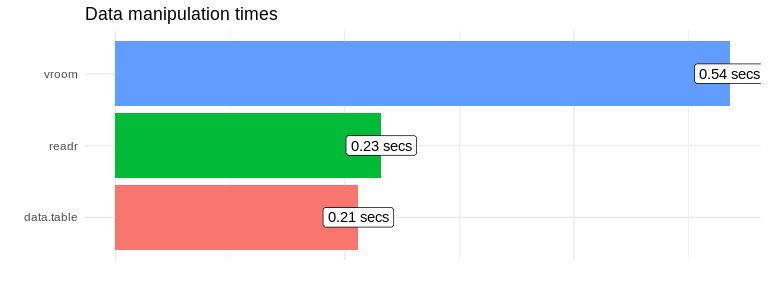 Data manipulation times
vroom
0.54 secs
readr
0.23 secs
data.table
0.21 secs